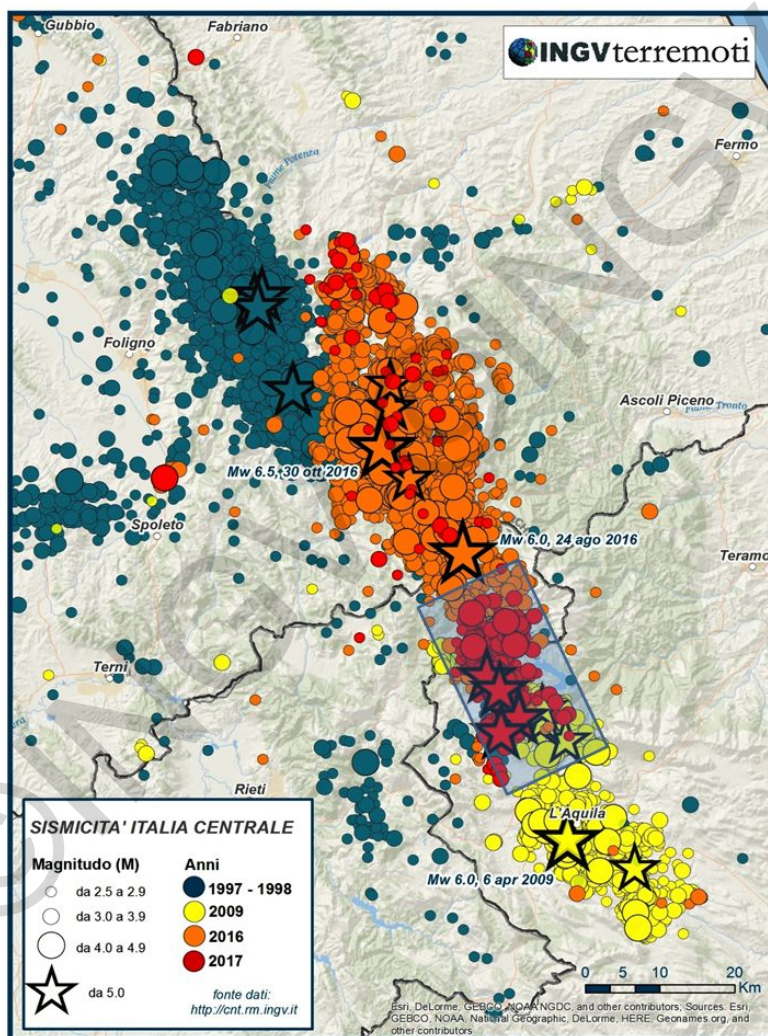 Gubbio
Fabriano
INGVterremoti
Fiume Potenza
Fermo
Foligno
Ascoli Piceno
Fiume Tronto
Mw 6.5, 30 ott 2016
Spoleto
Mw 6.0, 24 ago 2016
Teramo
Terni
Rieti
L'Aquila
Mw 6.0, 6 apr 2009
SISMICITA' ITALIA CENTRALE
Magnitudo (M)
da 2.5 a 2.9
da 3.0 a 3.9
da 4.0 a 4.9
da 5.0
Anni
1997 - 1998
2009
2016
2017
fonte dati:
http://cnt.rm.ingv.it
0 5 10 20
Km
Esri, DeLorme, GEBCO, NOAA NGDC, and other contributors; Sources: Esri,
GEBCO, NOAA, National Geographic, DeLorme, HERE, Geonames.org, and
other contributors